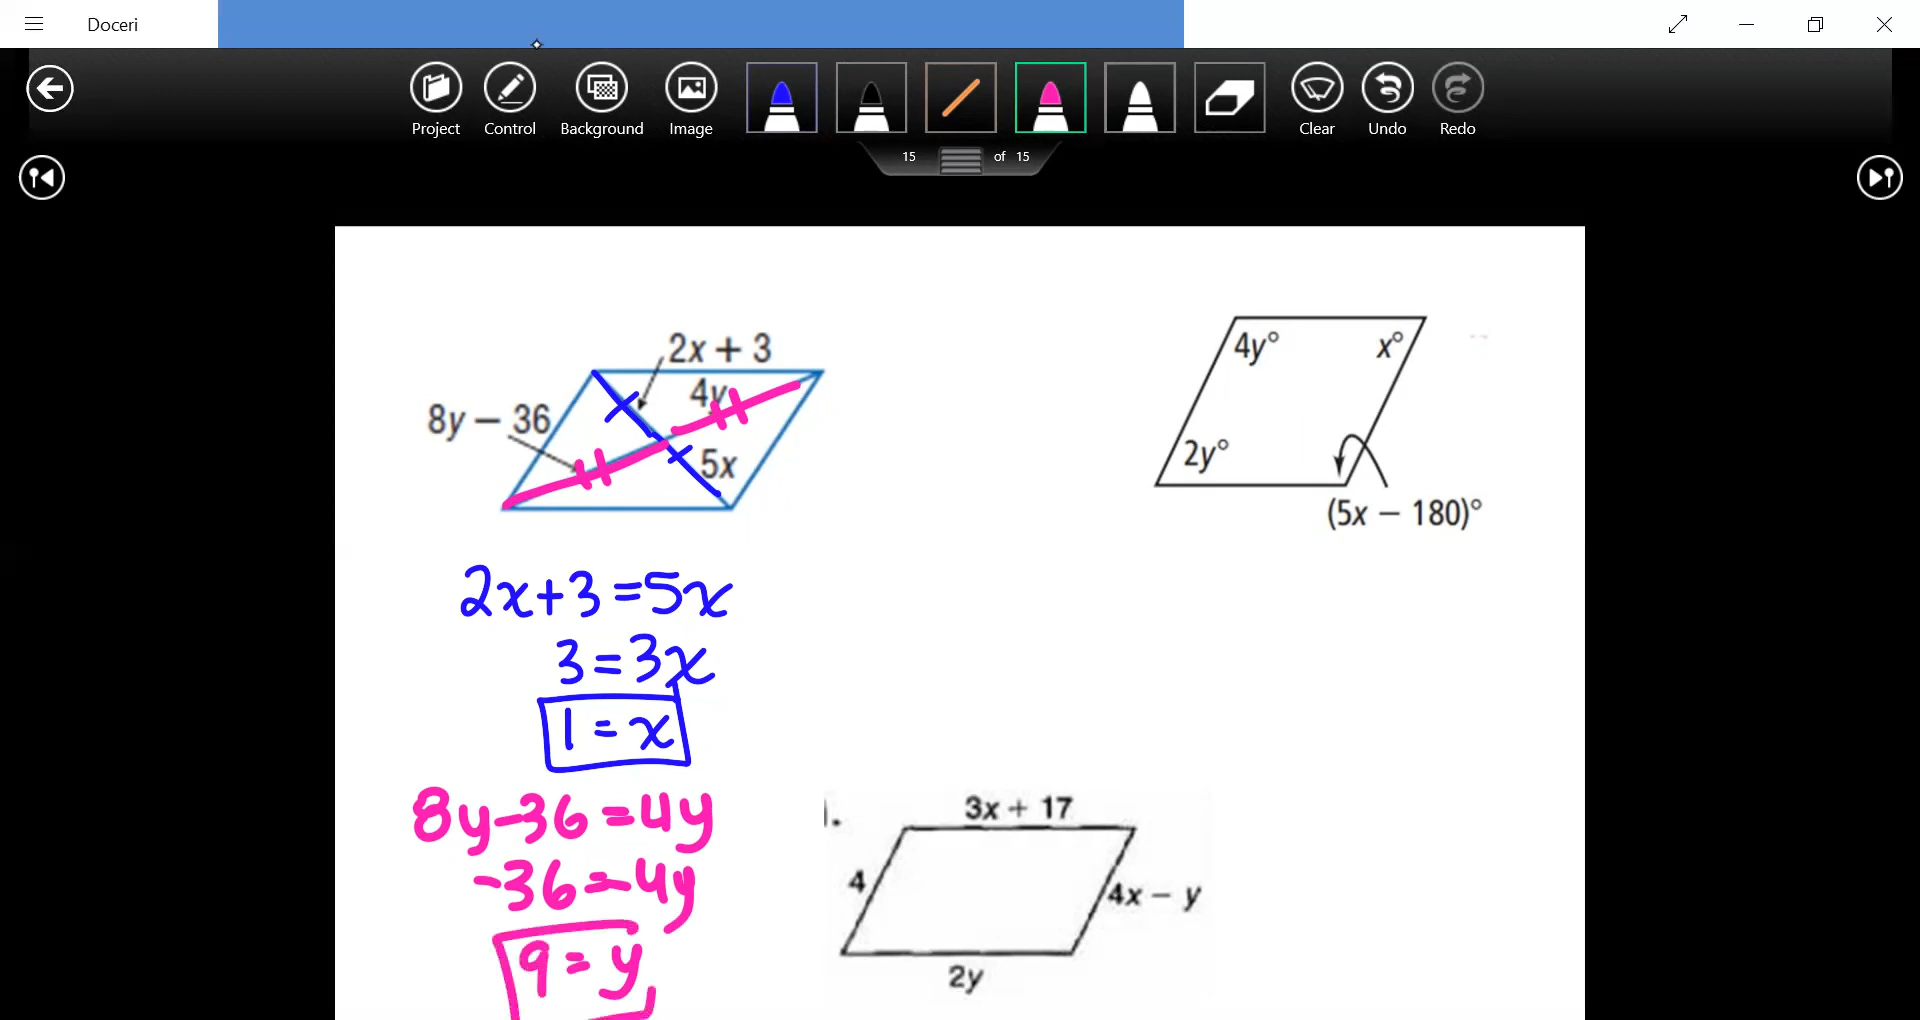 Doceri
Project
Control
Background
Image
Clear
Undo
Redo
15 of 15
2x + 3
4y
8y − 36
5x
2x+3=5x
3=3x
1=x
8y-36=4y
-36=-4y
9=y
4y°
x°
2y°
(5x − 180)°
3x + 17
4
4x − y
2y